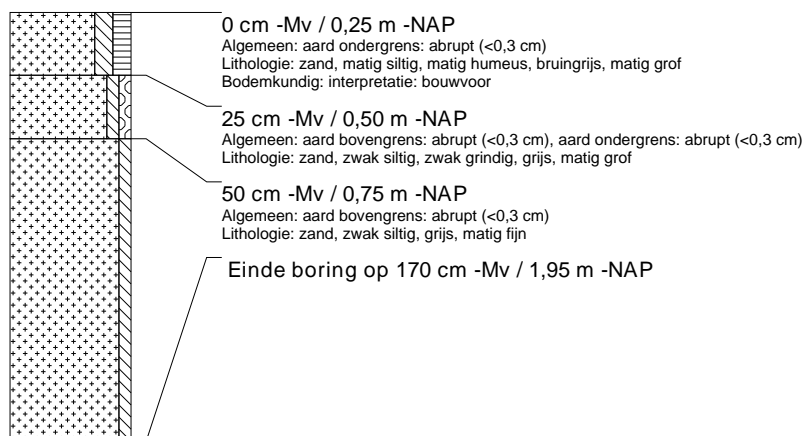 0 cm -Mv / 0,25 m -NAP
Algemeen: aard ondergrens: abrupt (<0,3 cm)
Lithologie: zand, matig siltig, matig humeus, bruingrijs, matig grof
Bodemkundig: interpretatie: bouwvoor
25 cm -Mv / 0,50 m -NAP
Algemeen: aard bovengrens: abrupt (<0,3 cm), aard ondergrens: abrupt (<0,3 cm)
Lithologie: zand, zwak siltig, zwak grindig, grijs, matig grof
50 cm -Mv / 0,75 m -NAP
Algemeen: aard bovengrens: abrupt (<0,3 cm)
Lithologie: zand, zwak siltig, grijs, matig fijn
Einde boring op 170 cm -Mv / 1,95 m -NAP